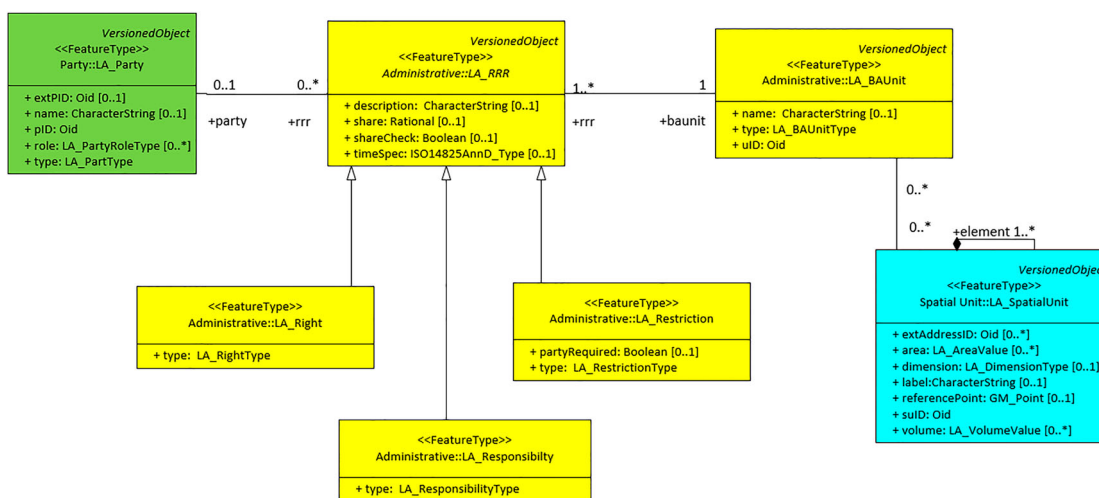 VersionedObject
<<FeatureType>>
Party::LA_Party
+ extPID: Oid [0..1]
+ name: CharacterString [0..1]
+ pID: Oid
+ role: LA_PartyRoleType [0..*]
+ type: LA_PartType
0..1
0..*
+party
+rrr
VersionedObject
<<FeatureType>>
Administrative::LA_RRR
+ description:  CharacterString [0..1]
+ share: Rational [0..1]
+ shareCheck: Boolean [0..1]
+ timeSpec: ISO14825AnnD_Type [0..1]
1..*
1
+rrr
+baunit
VersionedObject
<<FeatureType>>
Administrative::LA_BAUnit
+ name: CharacterString [0..1]
+ type: LA_BAUnitType
+ uID: Oid
0..*
0..*
+element 1..*
VersionedObject
<<FeatureType>>
Spatial Unit::LA_SpatialUnit
+ extAddressID: Oid [0..*]
+ area: LA_AreaValue [0..*]
+ dimension: LA_DimensionType [0..1]
+ label:CharacterString [0..1]
+ referencePoint: GM_Point [0..1]
+ suID: Oid
+ volume: LA_VolumeValue [0..*]
<<FeatureType>>
Administrative::LA_Right
+ type:  LA_RightType
<<FeatureType>>
Administrative::LA_Restriction
+ partyRequired: Boolean [0..1]
+ type:  LA_RestrictionType
<<FeatureType>>
Administrative::LA_Responsibilty
+ type:  LA_ResponsibilityType